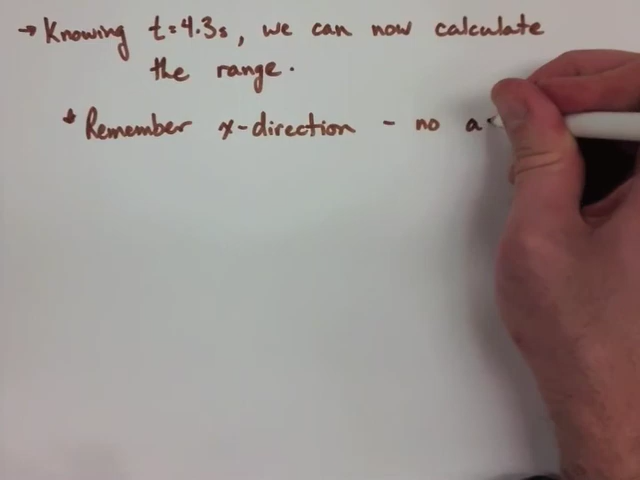 → Knowing t=4.3s, we can now calculate
the range.
* Remember x-direction - no a